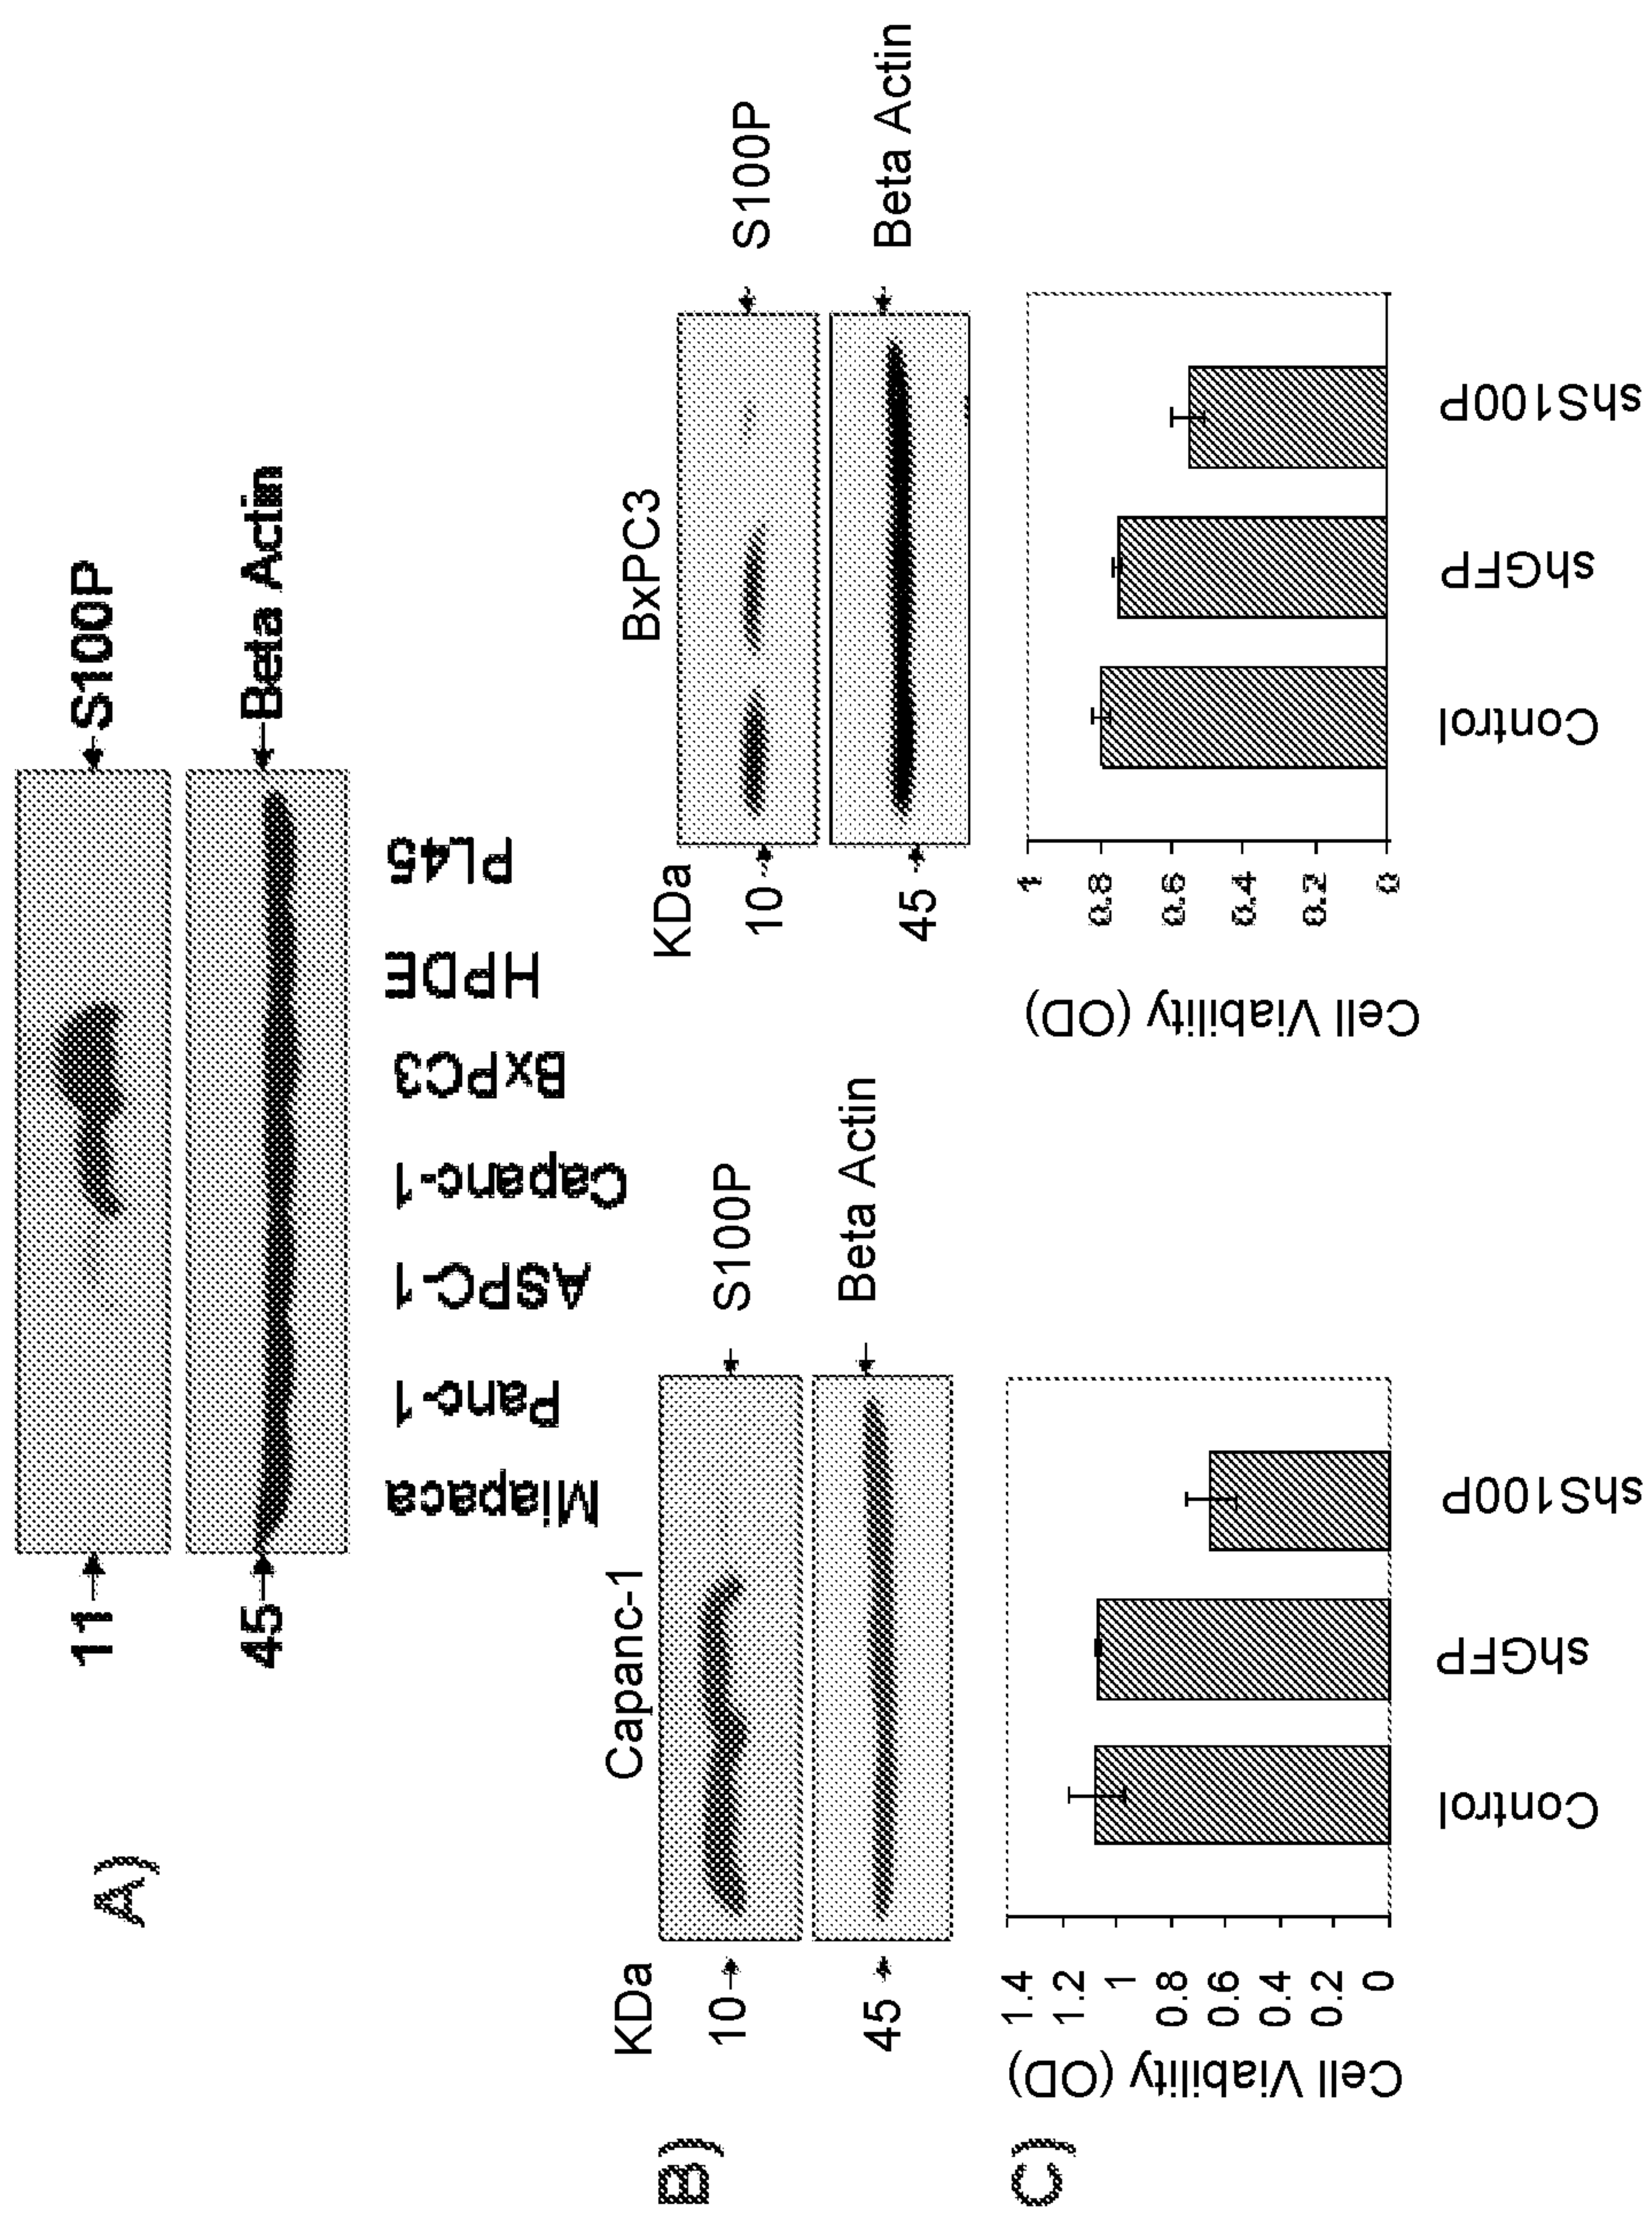 A)
11
S100P
45
Beta Actin
Miapaca
Panc-1
ASPC-1
Capanc-1
BxPC3
HPDE
PL45
B)
Capanc-1
KDa
10
S100P
45
Beta Actin
BxPC3
KDa
10
S100P
45
Beta Actin
C)
Cell Viability (OD)
1.4
1.2
1
0.8
0.6
0.4
0.2
0
Control
shGFP
shS100P
Cell Viability (OD)
1
0.8
0.6
0.4
0.2
0
Control
shGFP
shS100P